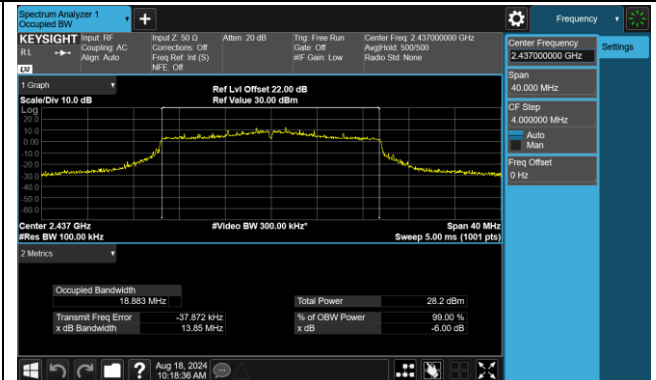 Spectrum Analyzer 1
Occupied BW
Frequency
KEYSIGHT
Input: RF
Coupling: AC
Align: Auto
Input Z: 50 Ω
Corrections: Off
Freq Ref: Int (S)
NFE: Off
Atten: 20 dB
Trig: Free Run
Gate: Off
#IF Gain: Low
Center Freq: 2.437000000 GHz
Avg|Hold: 500/500
Radio Std: None
R L
LXI
Center Frequency
2.437000000 GHz
Settings
Span
40.000 MHz
CF Step
4.000000 MHz
Auto
Man
Freq Offset
0 Hz
1 Graph
Scale/Div 10.0 dB
Ref Lvl Offset 22.00 dB
Ref Value 30.00 dBm
Log
20.0
10.0
0.00
-10.0
-20.0
-30.0
-40.0
-50.0
-60.0
Center 2.437 GHz
#Video BW 300.00 kHz*
Span 40 MHz
#Res BW 100.00 kHz
Sweep 5.00 ms (1001 pts)
2 Metrics
Occupied Bandwidth
18.883 MHz
Total Power 28.2 dBm
Transmit Freq Error -37.872 kHz
% of OBW Power 99.00 %
x dB Bandwidth 13.85 MHz
x dB -6.00 dB
?
Aug 18, 2024
10:18:36 AM